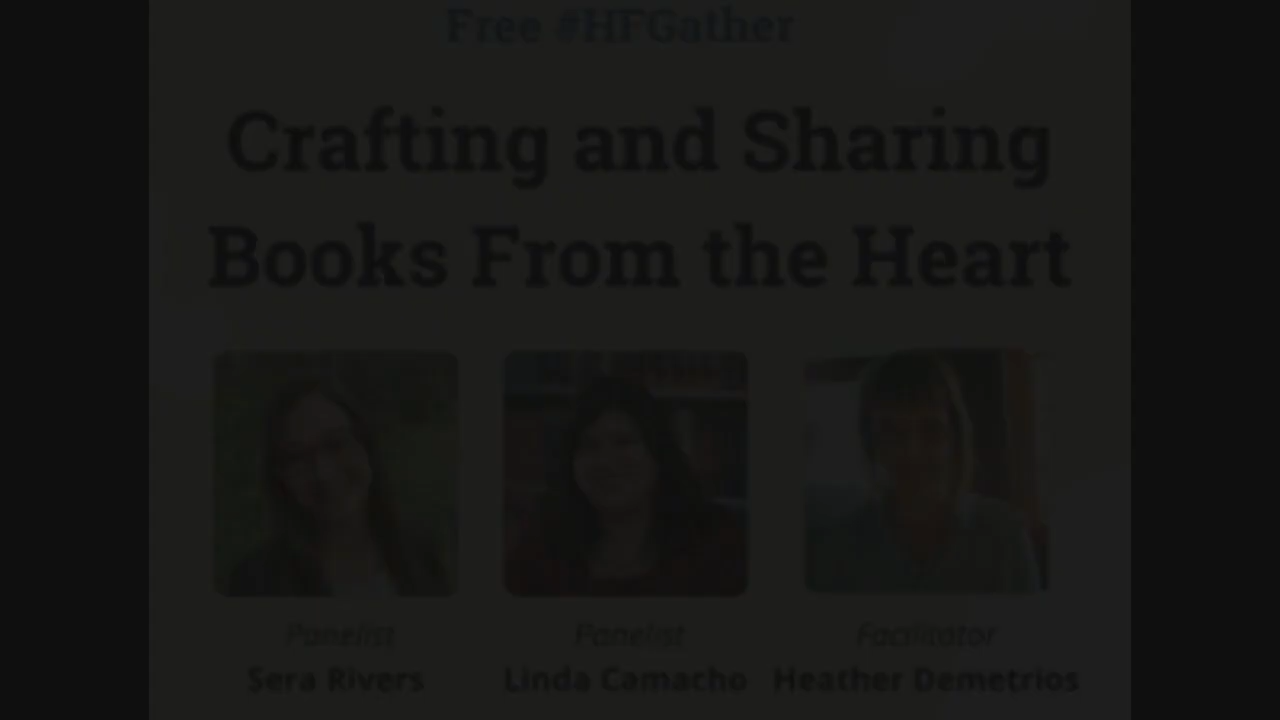 Free #HFGather
Crafting and Sharing
Books From the Heart
Panelist
Panelist
Facilitator
Sera Rivers
Linda Camacho
Heather Demetrios